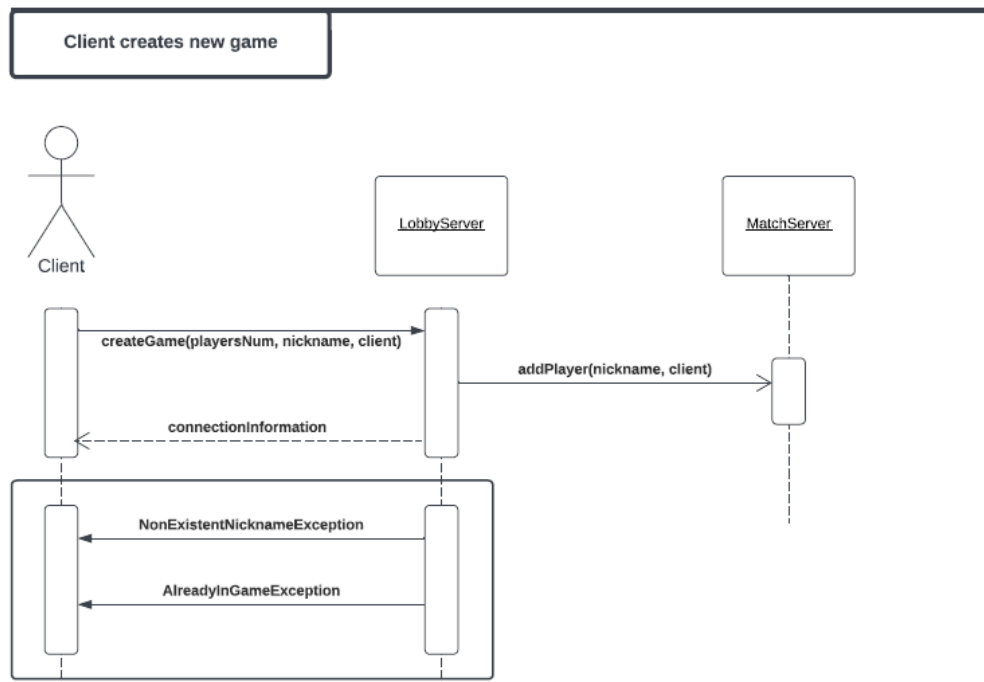 Client creates new game
LobbyServer
MatchServer
Client
createGame(playersNum, nickname, client)
addPlayer(nickname, client)
connectionInformation
NonExistentNicknameException
AlreadyInGameException